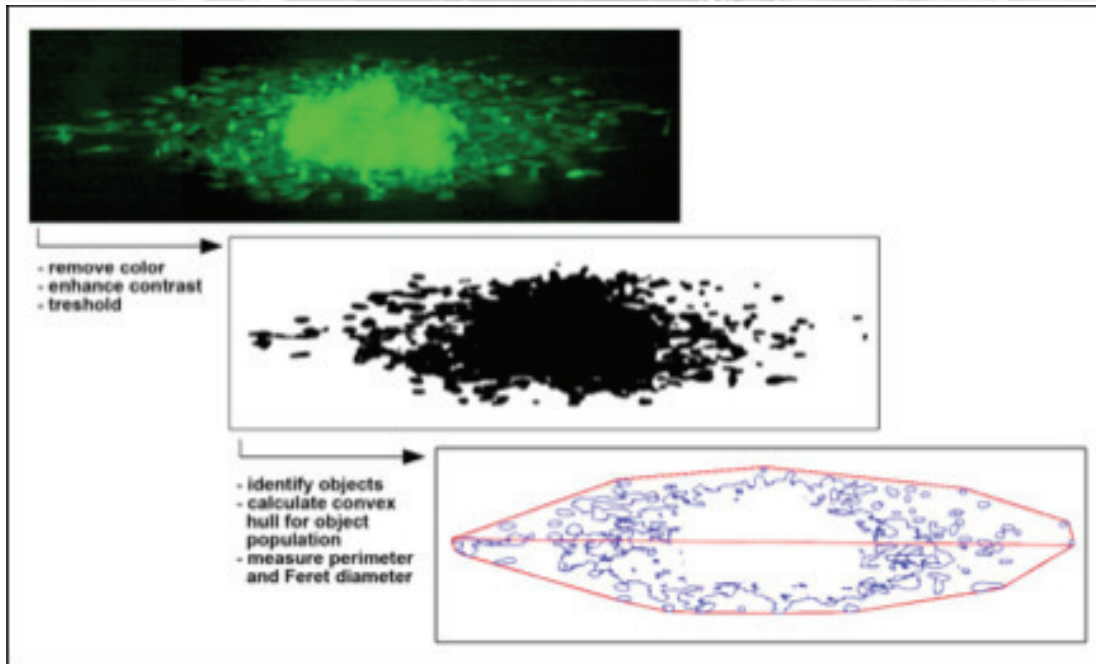 - remove color
- enhance contrast
- treshold
- identify objects
- calculate convex
hull for object
population
- measure perimeter
and Feret diameter